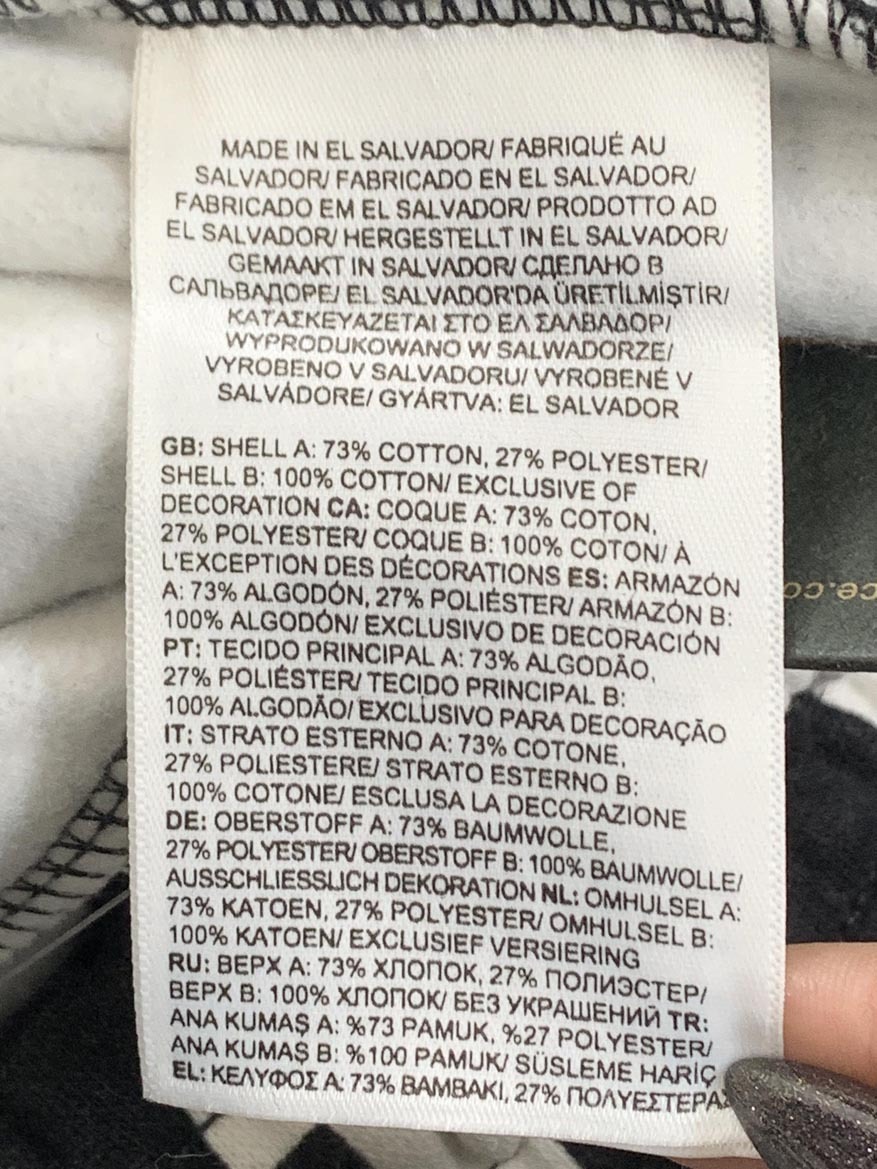 MADE IN EL SALVADOR/ FABRIQUÉ AU
SALVADOR/ FABRICADO EN EL SALVADOR/
FABRICADO EM EL SALVADOR/ PRODOTTO AD
EL SALVADOR/ HERGESTELLT IN EL SALVADOR/
GEMAAKT IN SALVADOR/ СДЕЛАНО В
САЛЬВАДОРЕ/ EL SALVADOR'DA ÜRETİLMİŞTİR/
ΚΑΤΑΣΚΕΥΑΖΕΤΑΙ ΣΤΟ ΕΛ ΣΑΛΒΑΔΟΡ/
WYPRODUKOWANO W SALWADORZE/
VYROBENO V SALVADORU/ VYROBENÉ V
SALVÁDORE/ GYÁRTVA: EL SALVADOR
GB: SHELL A: 73% COTTON, 27% POLYESTER/
SHELL B: 100% COTTON/ EXCLUSIVE OF
DECORATION CA: COQUE A: 73% COTON,
27% POLYESTER/ COQUE B: 100% COTON/ À
L'EXCEPTION DES DÉCORATIONS ES: ARMAZÓN
A: 73% ALGODÓN, 27% POLIÉSTER/ ARMAZÓN B:
100% ALGODÓN/ EXCLUSIVO DE DECORACIÓN
PT: TECIDO PRINCIPAL A: 73% ALGODÃO,
27% POLIÉSTER/ TECIDO PRINCIPAL B:
100% ALGODÃO/ EXCLUSIVO PARA DECORAÇÃO
IT: STRATO ESTERNO A: 73% COTONE,
27% POLIESTERE/ STRATO ESTERNO B:
100% COTONE/ ESCLUSA LA DECORAZIONE
DE: OBERSTOFF A: 73% BAUMWOLLE,
27% POLYESTER/ OBERSTOFF B: 100% BAUMWOLLE/
AUSSCHLIESSLICH DEKORATION NL: OMHULSEL A:
73% KATOEN, 27% POLYESTER/ OMHULSEL B:
100% KATOEN/ EXCLUSIEF VERSIERING
RU: ВЕРХ A: 73% ХЛОПОК, 27% ПОЛИЭСТЕР/
ВЕРХ B: 100% ХЛОПОК/ БЕЗ УКРАШЕНИЙ TR:
ANA KUMAŞ A: %73 PAMUK, %27 POLYESTER/
ANA KUMAŞ B: %100 PAMUK/ SÜSLEME HARİÇ
EL: ΚΕΛΥΦΟΣ A: 73% ΒΑΜΒΑΚΙ, 27%